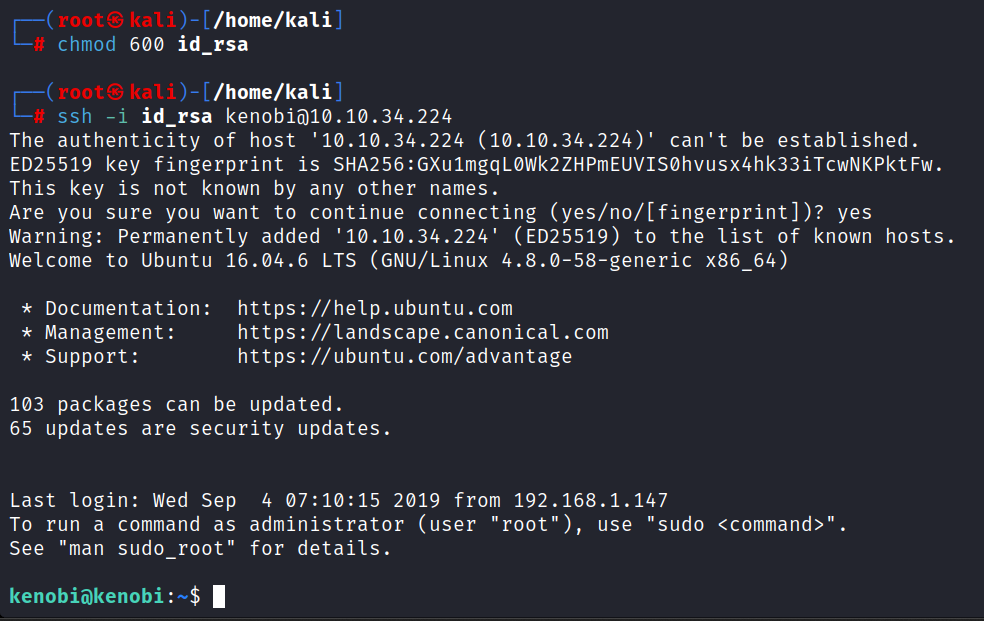 ┌──(root㉿kali)-[/home/kali]
└─# chmod 600 id_rsa
┌──(root㉿kali)-[/home/kali]
└─# ssh -i id_rsa kenobi@10.10.34.224
The authenticity of host '10.10.34.224 (10.10.34.224)' can't be established.
ED25519 key fingerprint is SHA256:GXu1mgqL0Wk2ZHPmEUVIS0hvusx4hk33iTcwNKPktFw.
This key is not known by any other names.
Are you sure you want to continue connecting (yes/no/[fingerprint])? yes
Warning: Permanently added '10.10.34.224' (ED25519) to the list of known hosts.
Welcome to Ubuntu 16.04.6 LTS (GNU/Linux 4.8.0-58-generic x86_64)
* Documentation:  https://help.ubuntu.com
* Management:     https://landscape.canonical.com
* Support:        https://ubuntu.com/advantage
103 packages can be updated.
65 updates are security updates.
Last login: Wed Sep  4 07:10:15 2019 from 192.168.1.147
To run a command as administrator (user "root"), use "sudo <command>".
See "man sudo_root" for details.
kenobi@kenobi:~$